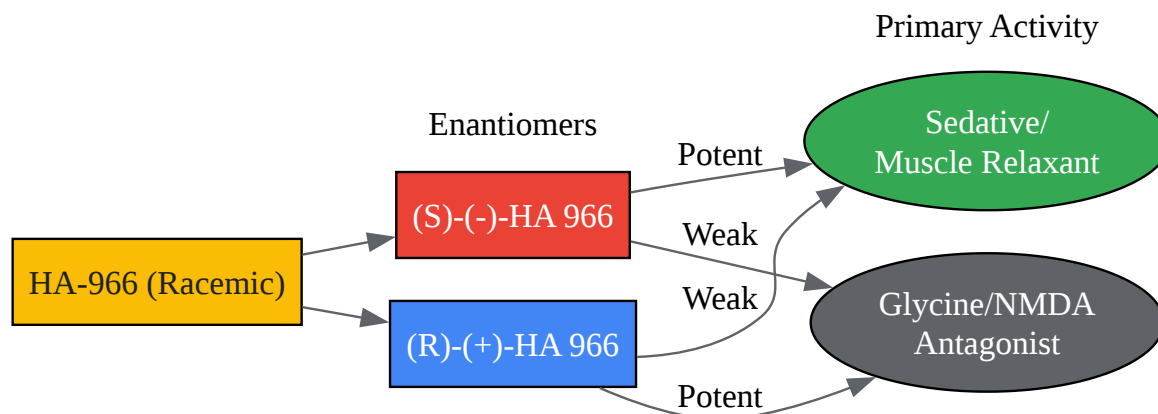 Primary Activity
Enantiomers
Sedative/
Muscle Relaxant
Potent
(S)-(-)-HA 966
Weak
HA-966 (Racemic)
Weak
Glycine/NMDA
Antagonist
(R)-(+)-HA 966
Potent